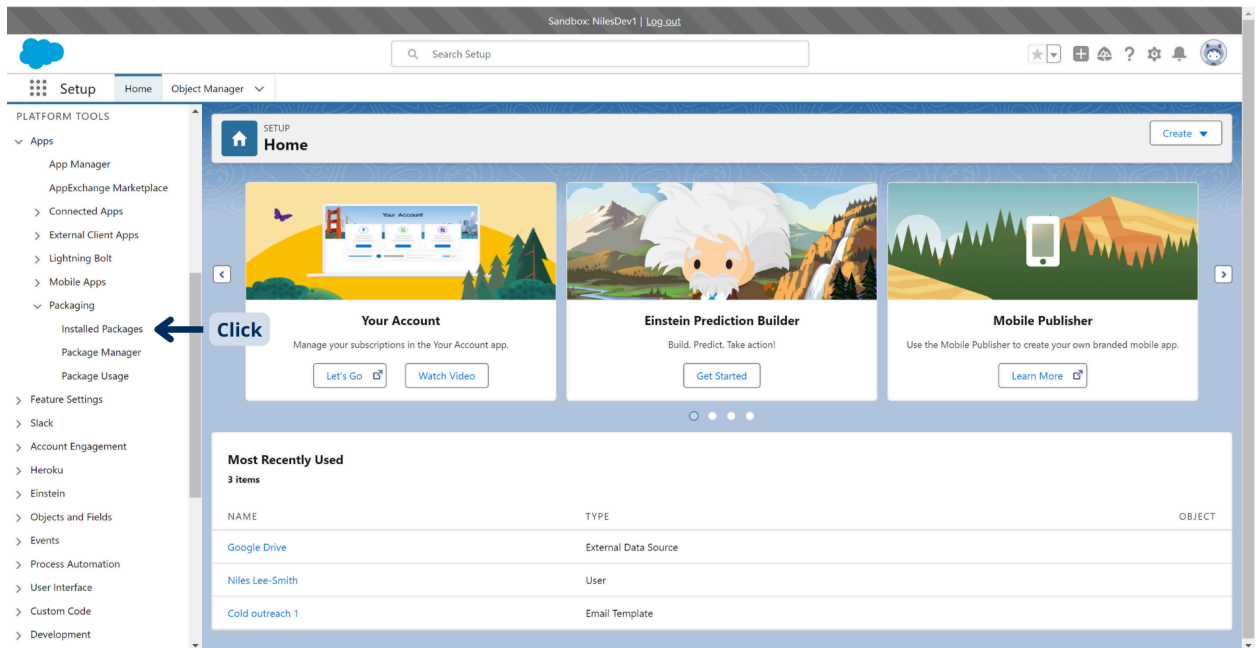 Sandbox: NilesDev1 | Log out
Search Setup
Setup
Home
Object Manager
PLATFORM TOOLS
Apps
App Manager
AppExchange Marketplace
Connected Apps
External Client Apps
Lightning Bolt
Mobile Apps
Packaging
Installed Packages
Package Manager
Package Usage
Feature Settings
Slack
Account Engagement
Heroku
Einstein
Objects and Fields
Events
Process Automation
User Interface
Custom Code
Development
Click
SETUP
Home
Create
Your Account
Your Account
Manage your subscriptions in the Your Account app.
Let's Go
Watch Video
Einstein Prediction Builder
Build. Predict. Take action!
Get Started
Mobile Publisher
Use the Mobile Publisher to create your own branded mobile app.
Learn More
Most Recently Used
3 items
NAME TYPE OBJECT
Google Drive External Data Source
Niles Lee-Smith User
Cold outreach 1 Email Template